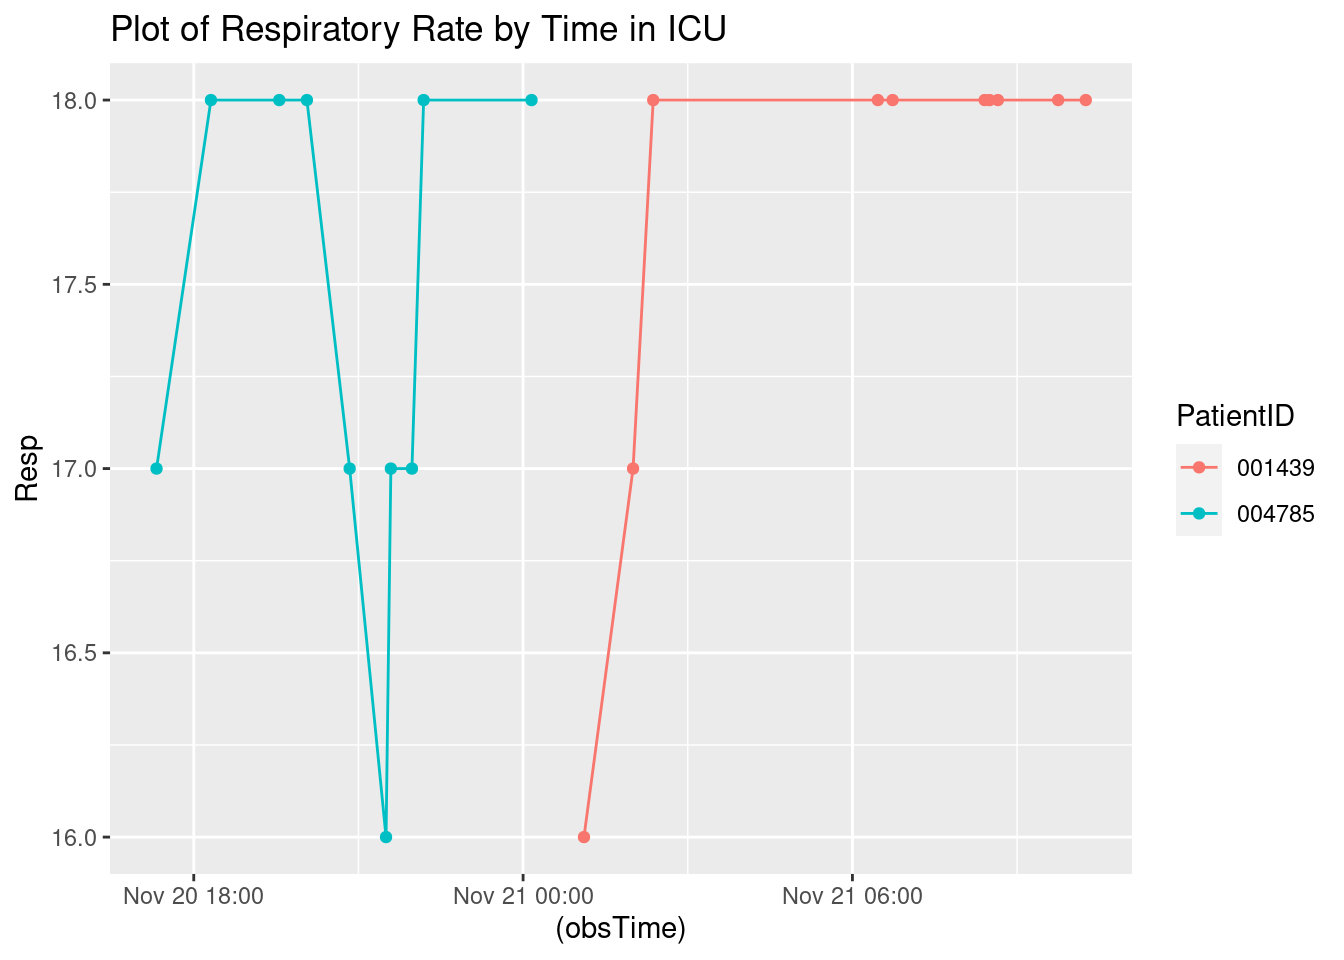 Plot of Respiratory Rate by Time in ICU
18.0
17.5
17.0
16.5
16.0
Resp
Nov 20 18:00
Nov 21 00:00
Nov 21 06:00
(obsTime)
PatientID
001439
004785